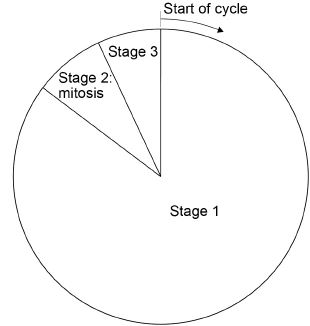 Start of cycle
Stage 3
Stage 2:
mitosis
Stage 1